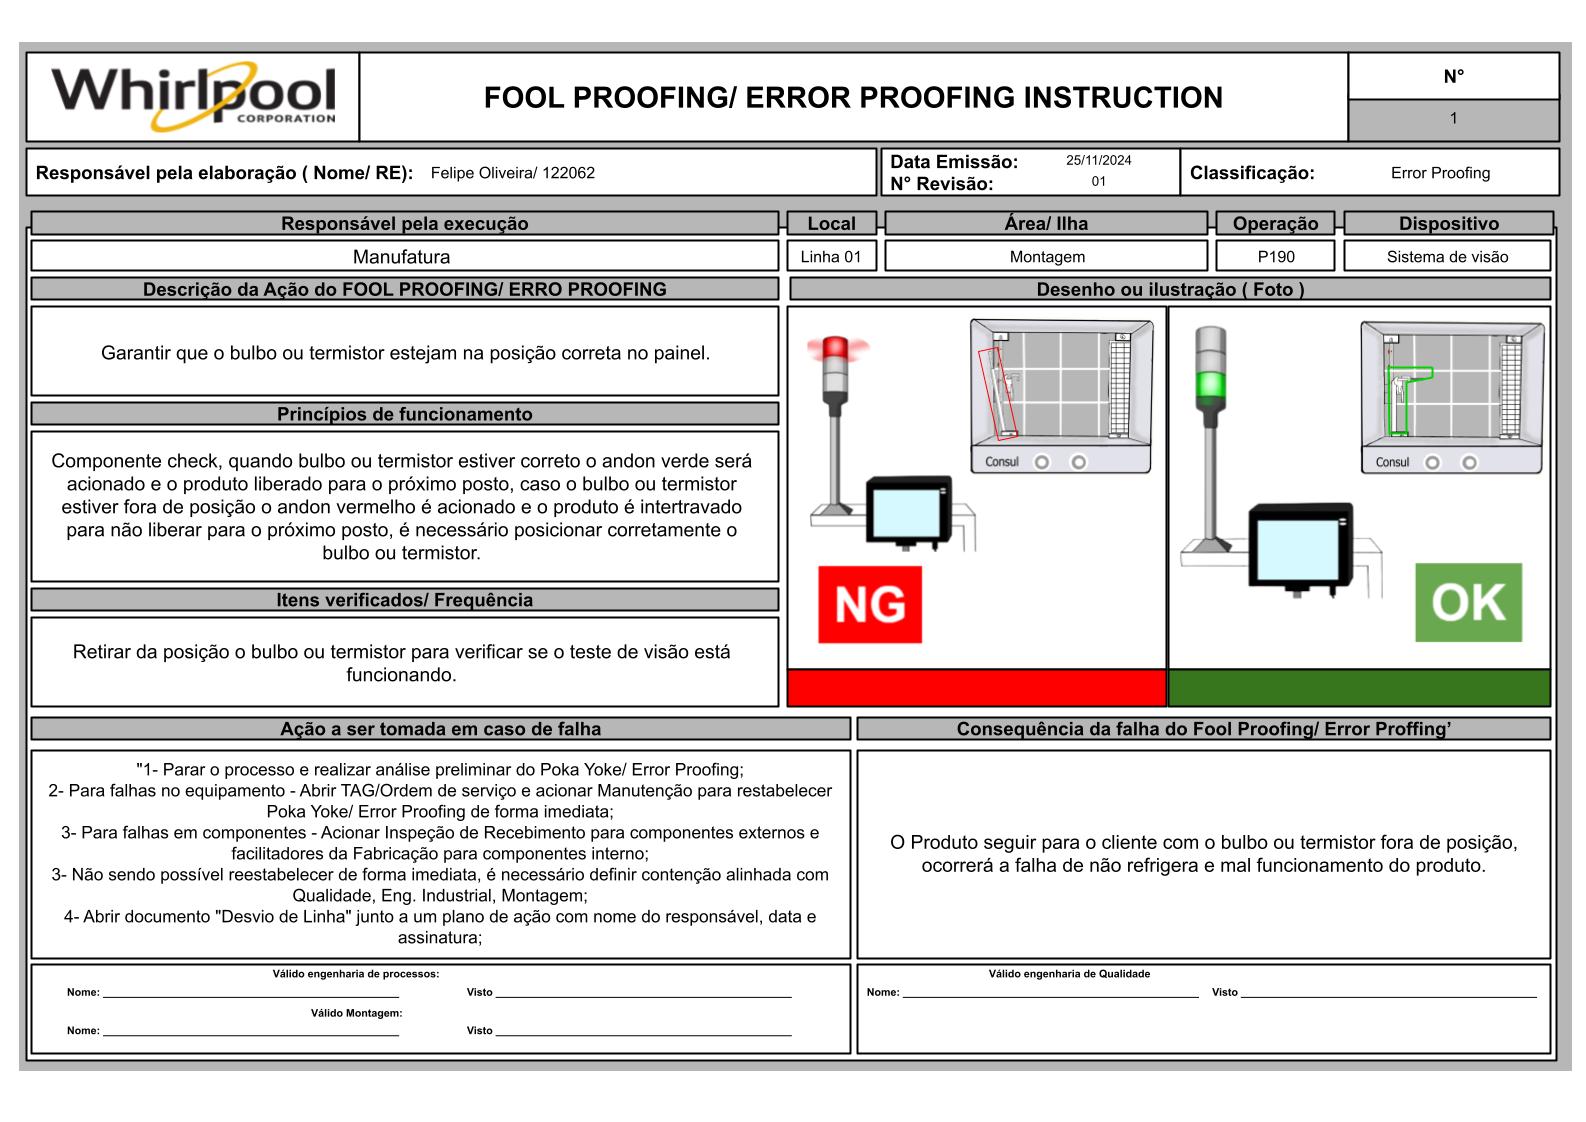 Whirlpool
CORPORATION
FOOL PROOFING/ ERROR PROOFING INSTRUCTION
N°
1
Responsável pela elaboração ( Nome/ RE): Felipe Oliveira/ 122062
Data Emissão: 25/11/2024
N° Revisão: 01
Classificação: Error Proofing
Responsável pela execução
Local
Área/ Ilha
Operação
Dispositivo
Manufatura
Linha 01
Montagem
P190
Sistema de visão
Descrição da Ação do FOOL PROOFING/ ERRO PROOFING
Desenho ou ilustração ( Foto )
Garantir que o bulbo ou termistor estejam na posição correta no painel.
Princípios de funcionamento
Componente check, quando bulbo ou termistor estiver correto o andon verde será
acionado e o produto liberado para o próximo posto, caso o bulbo ou termistor
estiver fora de posição o andon vermelho é acionado e o produto é intertravado
para não liberar para o próximo posto, é necessário posicionar corretamente o
bulbo ou termistor.
Itens verificados/ Frequência
Retirar da posição o bulbo ou termistor para verificar se o teste de visão está
funcionando.
Consul
NG
Consul
OK
Ação a ser tomada em caso de falha
"1- Parar o processo e realizar análise preliminar do Poka Yoke/ Error Proofing;
2- Para falhas no equipamento - Abrir TAG/Ordem de serviço e acionar Manutenção para restabelecer
Poka Yoke/ Error Proofing de forma imediata;
3- Para falhas em componentes - Acionar Inspeção de Recebimento para componentes externos e
facilitadores da Fabricação para componentes interno;
3- Não sendo possível reestabelecer de forma imediata, é necessário definir contenção alinhada com
Qualidade, Eng. Industrial, Montagem;
4- Abrir documento "Desvio de Linha" junto a um plano de ação com nome do responsável, data e
assinatura;
Consequência da falha do Fool Proofing/ Error Proffing’
O Produto seguir para o cliente com o bulbo ou termistor fora de posição,
ocorrerá a falha de não refrigera e mal funcionamento do produto.
Válido engenharia de processos:
Nome: Visto
Válido Montagem:
Nome: Visto
Válido engenharia de Qualidade
Nome: Visto